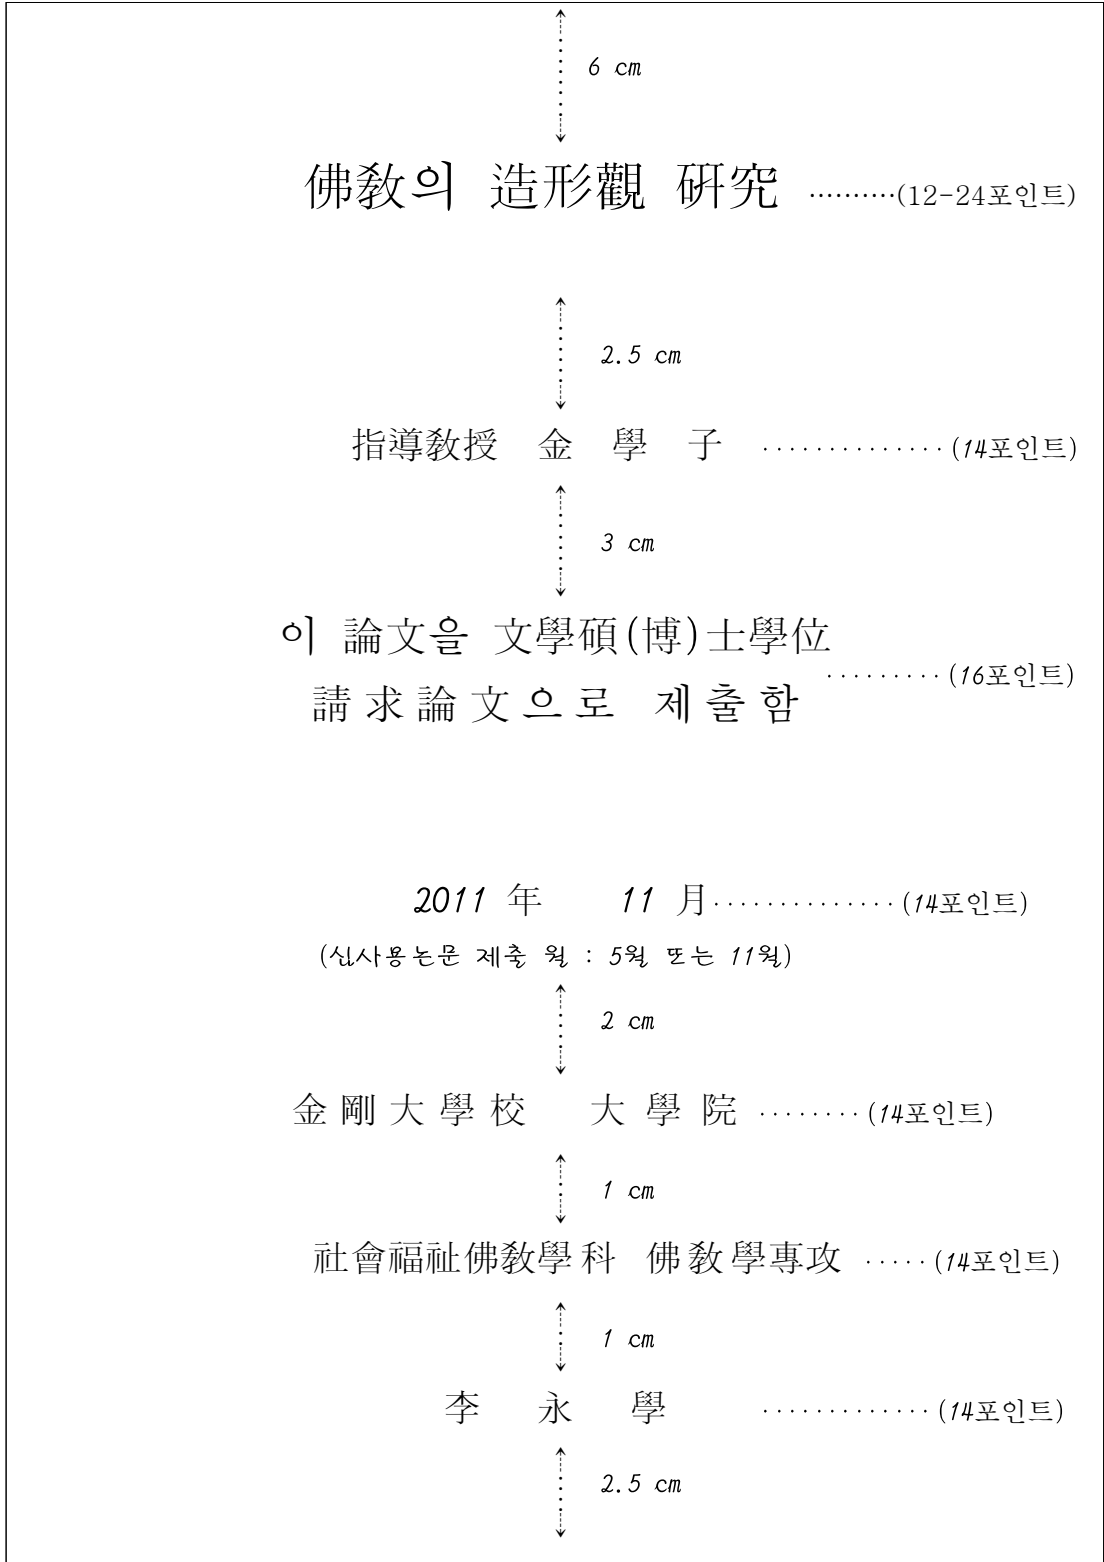 6 cm
佛敎의 造形觀 硏究 ··········(12-24포인트)
2.5 cm
指導敎授 金 學 子 ·············· (14포인트)
3 cm
이 論文을 文學碩(博)士學位
········· (16포인트)
請求論文으로 제출함
2011 年 11 月·············· (14포인트)
(심사용논문 제출 월 : 5월 또는 11월)
2 cm
金剛大學校 大學院 ········ (14포인트)
1 cm
社會福祉佛敎學科 佛敎學專攻 ····· (14포인트)
1 cm
李 永 學 ············· (14포인트)
2.5 cm